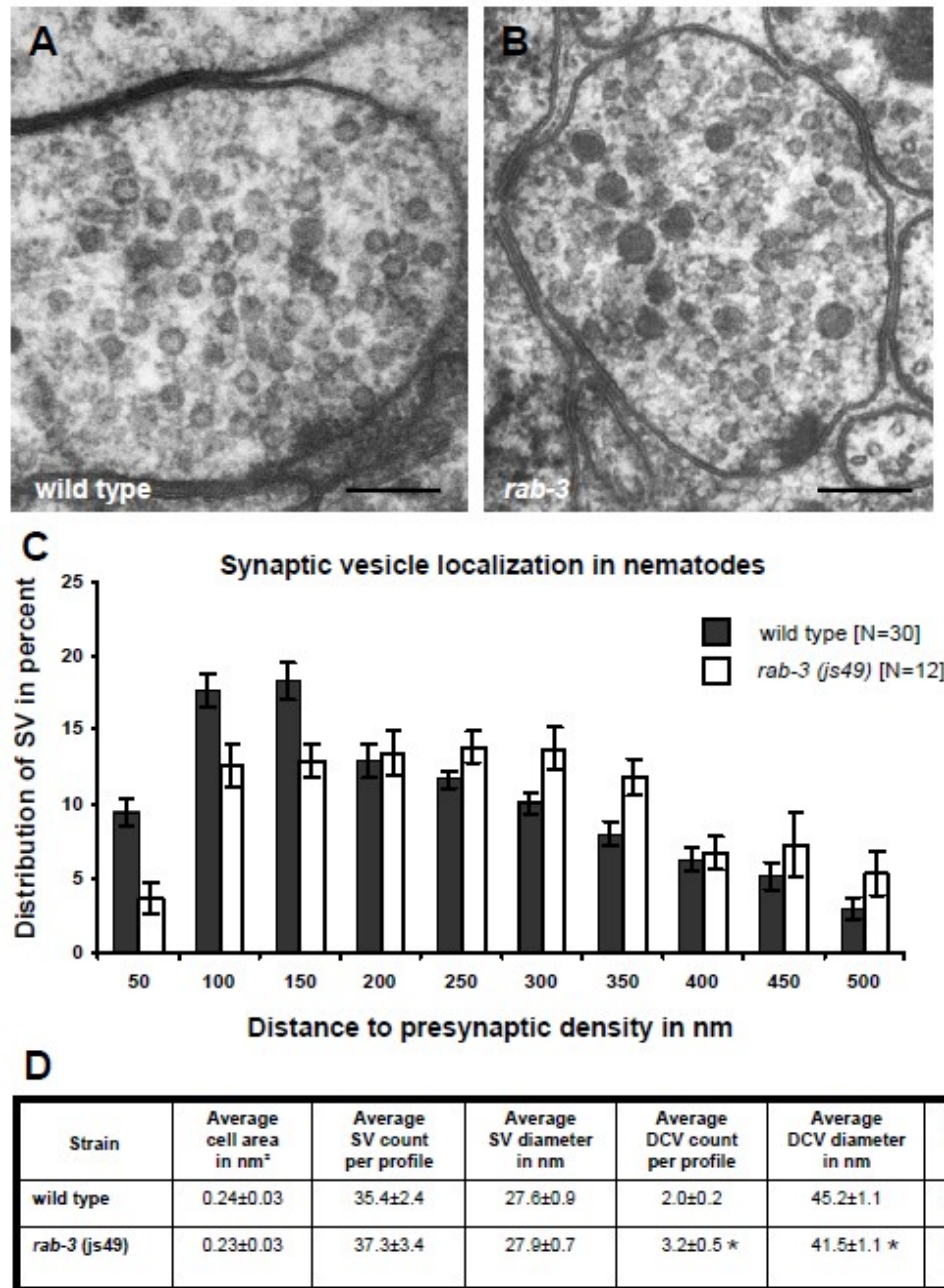 A
B
wild type
rab-3
C
Synaptic vesicle localization in nematodes
25
20
15
10
5
0
Distribution of SV in percent
wild type [N=30]
rab-3 (js49) [N=12]
50 100 150 200 250 300 350 400 450 500
Distance to presynaptic density in nm
D
Strain
Average cell area in nm²
Average SV count per profile
Average SV diameter in nm
Average DCV count per profile
Average DCV diameter in nm
wild type 0.24±0.03 35.4±2.4 27.6±0.9 2.0±0.2 45.2±1.1
rab-3 (js49) 0.23±0.03 37.3±3.4 27.9±0.7 3.2±0.5 * 41.5±1.1 *